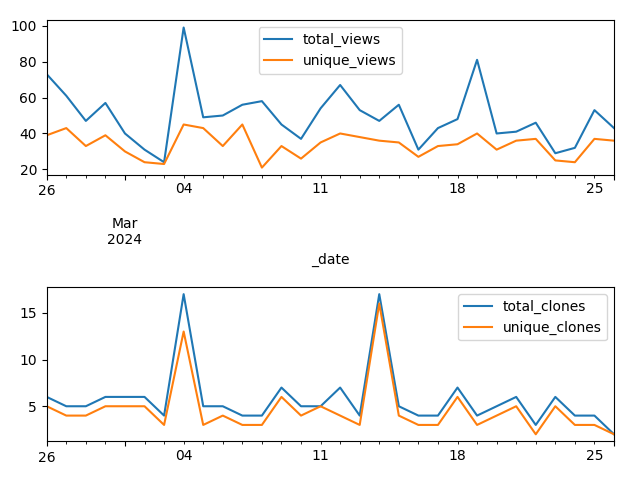 100
80
60
40
20
total_views
unique_views
26 04 11 18 25
Mar
2024
_date
15
10
5
total_clones
unique_clones
26 04 11 18 25